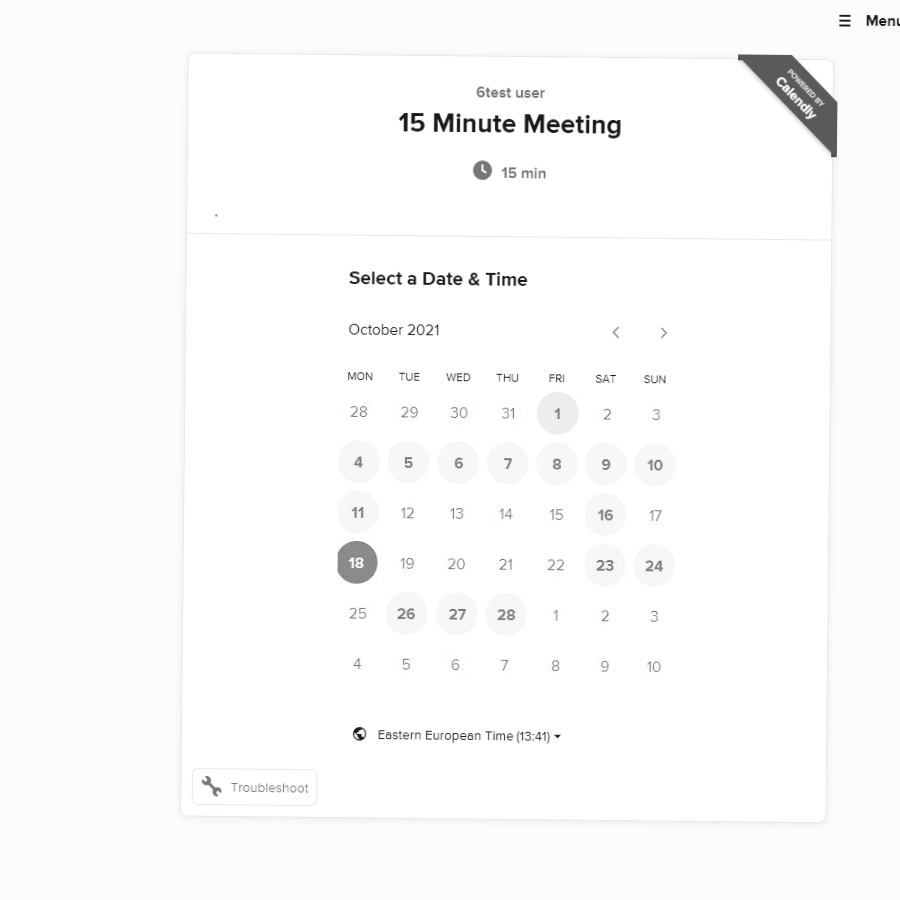 Menu
POWERED BY
Calendly
6test user
15 Minute Meeting
15 min
.
Select a Date & Time
October 2021
MON TUE WED THU FRI SAT SUN
28 29 30 31 1 2 3
4 5 6 7 8 9 10
11 12 13 14 15 16 17
18 19 20 21 22 23 24
25 26 27 28 1 2 3
4 5 6 7 8 9 10
Eastern European Time (13:41)
Troubleshoot